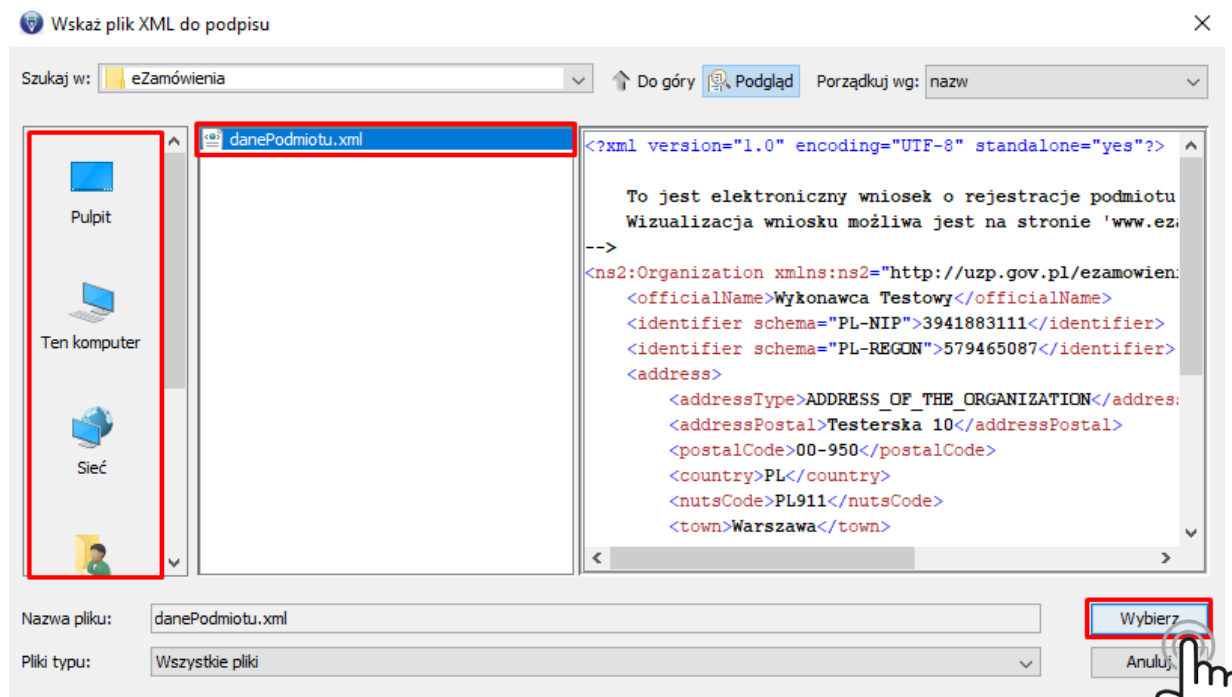 Wskaż plik XML do podpisu
Szukaj w: eZamówienia Do góry Podgląd Porządkuj wg: nazw
Pulpit
Ten komputer
Sieć
danePodmiotu.xml
<?xml version="1.0" encoding="UTF-8" standalone="yes"?>
To jest elektroniczny wniosek o rejestracje podmiotu
Wizualizacja wniosku możliwa jest na stronie 'www.eza
-->
<ns2:Organization xmlns:ns2="http://uzp.gov.pl/ezamowien
<officialName>Wykonawca Testowy</officialName>
<identifier schema="PL-NIP">3941883111</identifier>
<identifier schema="PL-REGON">579465087</identifier>
<address>
<addressType>ADDRESS_OF_THE_ORGANIZATION</addres
<addressPostal>Testerska 10</addressPostal>
<postalCode>00-950</postalCode>
<country>PL</country>
<nutsCode>PL911</nutsCode>
<town>Warszawa</town>
Nazwa pliku: danePodmiotu.xml Wybierz
Pliki typu: Wszystkie pliki Anuluj